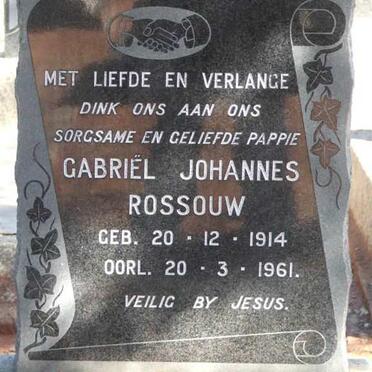 MET LIEFDE EN VERLANGE
DINK ONS AAN ONS
SORGSAME EN GELIEFDE PAPPIE
GABRIËL JOHANNES
ROSSOUW
GEB. 20 · 12 · 1914
OORL. 20 · 3 · 1961.
VEILIG BY JESUS.